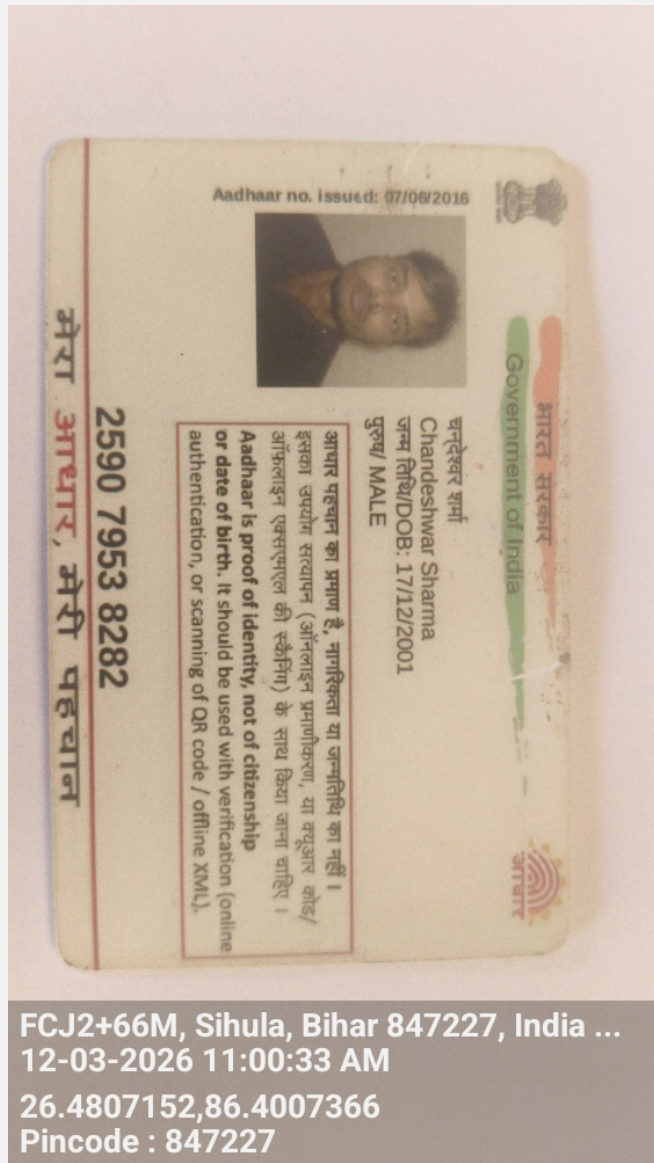 भारत सरकार
Government of India
आधार
Aadhaar no. issued: 07/06/2016
चन्देश्वर शर्मा
Chandeshwar Sharma
जन्म तिथि/DOB: 17/12/2001
पुरुष/ MALE
आधार पहचान का प्रमाण है, नागरिकता या जन्मतिथि का नहीं ।
इसका उपयोग सत्यापन (ऑनलाइन प्रमाणीकरण, या क्यूआर कोड/
ऑफलाइन एक्सएमएल की स्कैनिंग) के साथ किया जाना चाहिए ।
Aadhaar is proof of identity, not of citizenship
or date of birth. It should be used with verification (online
authentication, or scanning of QR code / offline XML).
2590 7953 8282
मेरा आधार, मेरी पहचान
FCJ2+66M, Sihula, Bihar 847227, India ...
12-03-2026 11:00:33 AM
26.4807152,86.4007366
Pincode : 847227